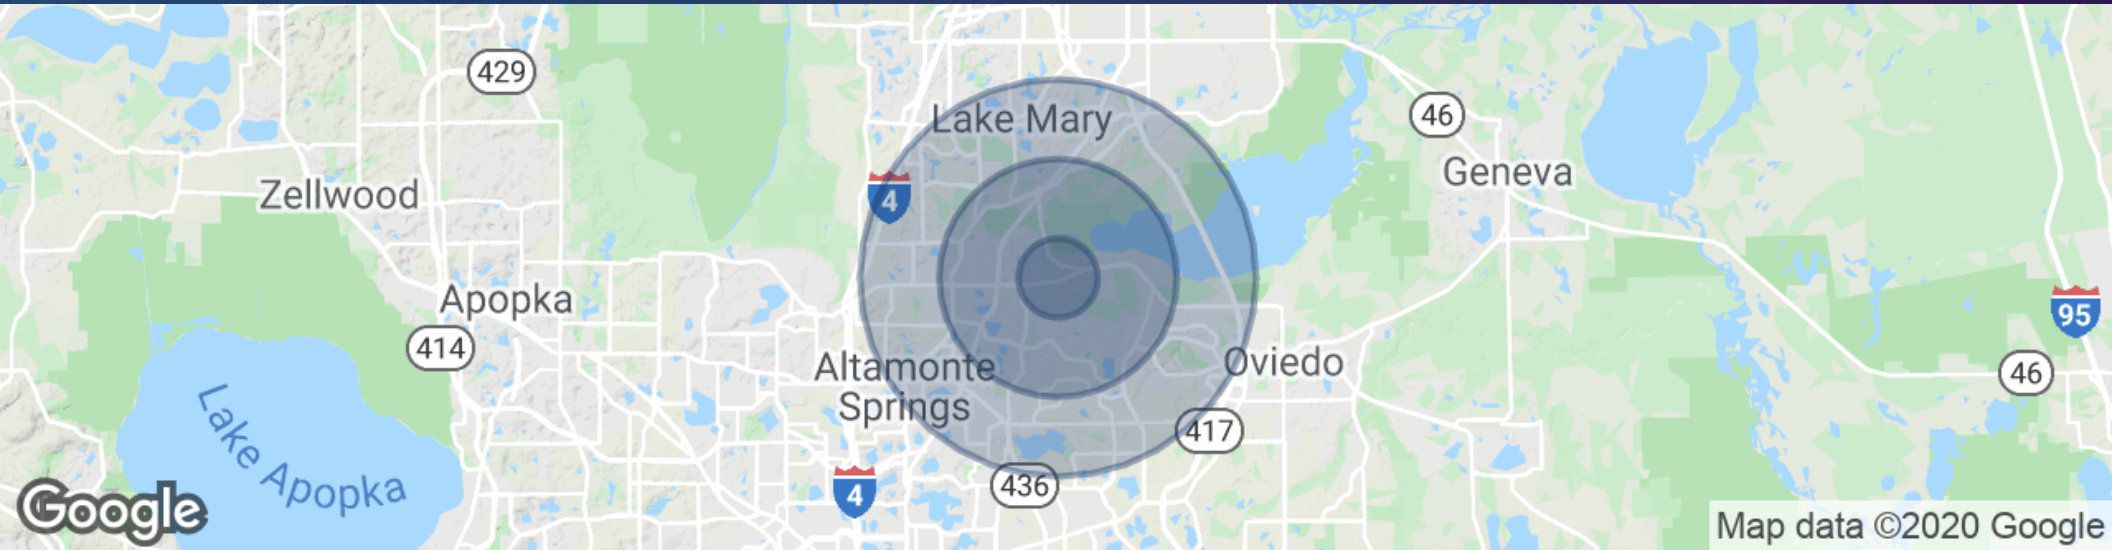 429
Lake Mary
46
Geneva
4
Zellwood
Apopka
95
414
Altamonte
Springs
Oviedo
46
417
Lake Apopka
436
4
Google
Map data ©2020 Google